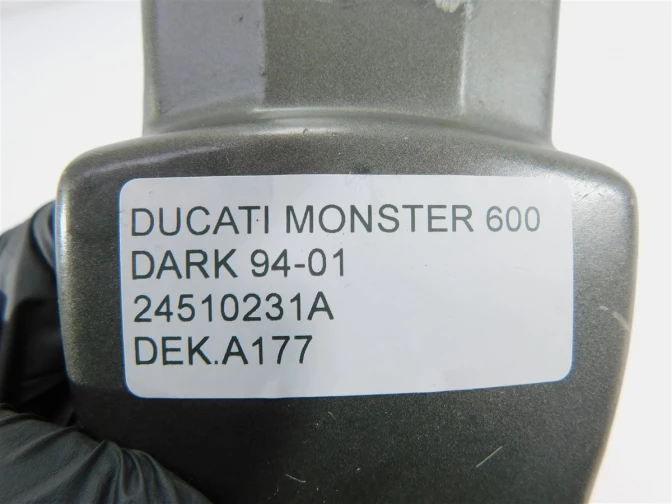 DUCATI MONSTER 600
DARK 94-01
24510231A
DEK.A177